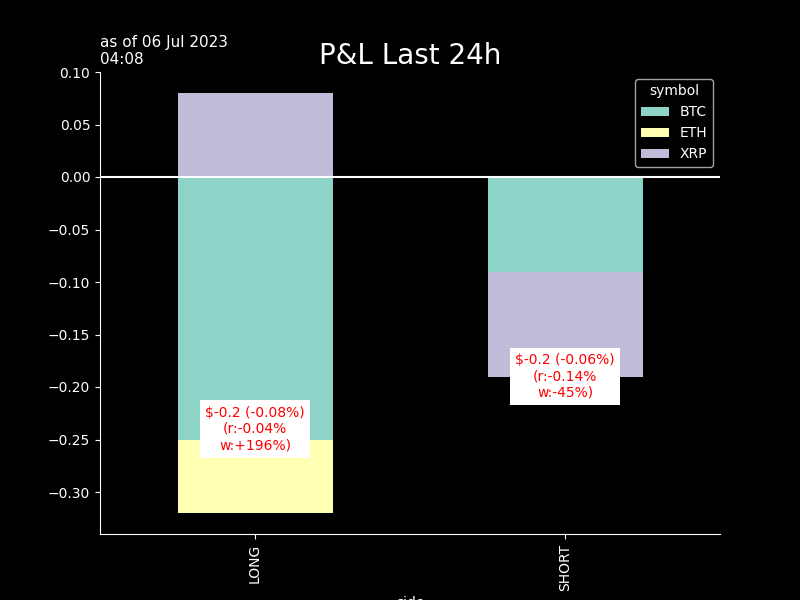 as of 06 Jul 2023
04:08
P&L Last 24h
0.10
0.05
0.00
−0.05
−0.10
−0.15
−0.20
−0.25
−0.30
symbol
BTC
ETH
XRP
$-0.2 (-0.08%)
(r:-0.04%
w:+196%)
$-0.2 (-0.06%)
(r:-0.14%
w:-45%)
LONG
SHORT